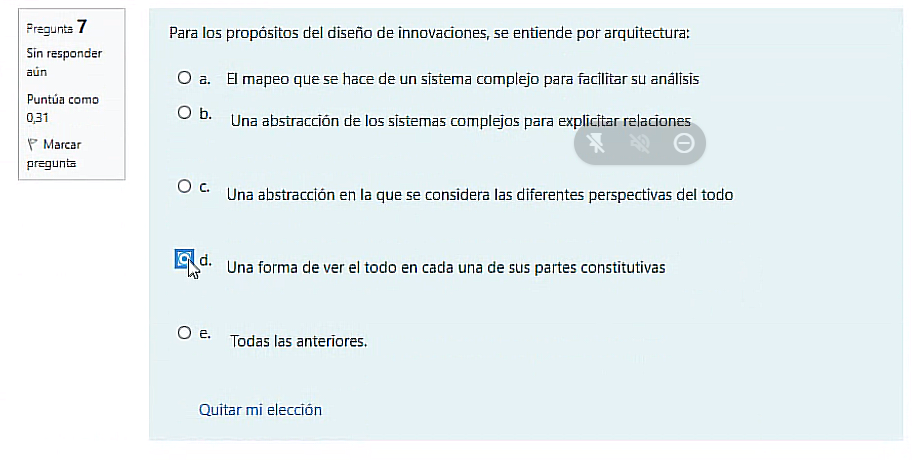 Pregunta 7
Sin responder
aún
Puntúa como
0,31
Marcar
pregunta
Para los propósitos del diseño de innovaciones, se entiende por arquitectura:
a. El mapeo que se hace de un sistema complejo para facilitar su análisis
b. Una abstracción de los sistemas complejos para explicitar relaciones
c. Una abstracción en la que se considera las diferentes perspectivas del todo
d. Una forma de ver el todo en cada una de sus partes constitutivas
e. Todas las anteriores.
Quitar mi elección